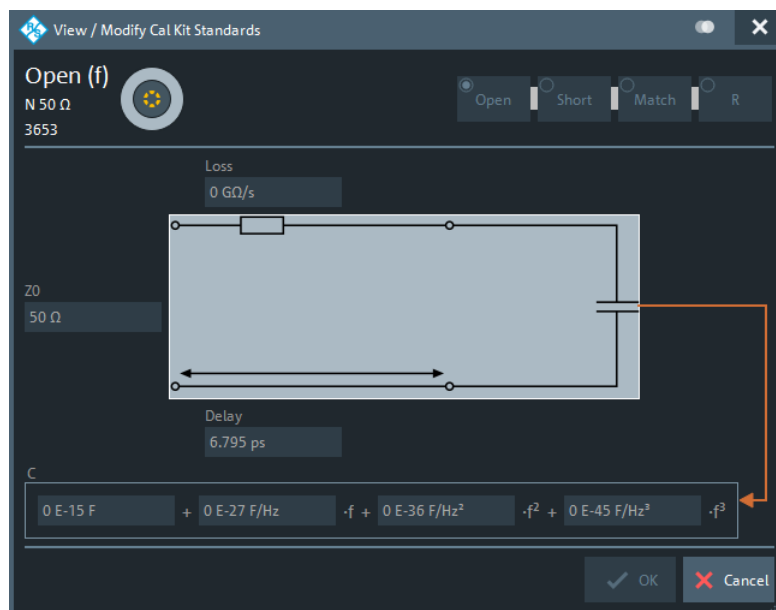 View / Modify Cal Kit Standards
Open (f)
N 50 Ω
3653
Open Short Match R
Loss
0 GΩ/s
Z0
50 Ω
Delay
6.795 ps
C
0 E-15 F + 0 E-27 F/Hz ·f + 0 E-36 F/Hz² ·f² + 0 E-45 F/Hz³ ·f³
OK Cancel